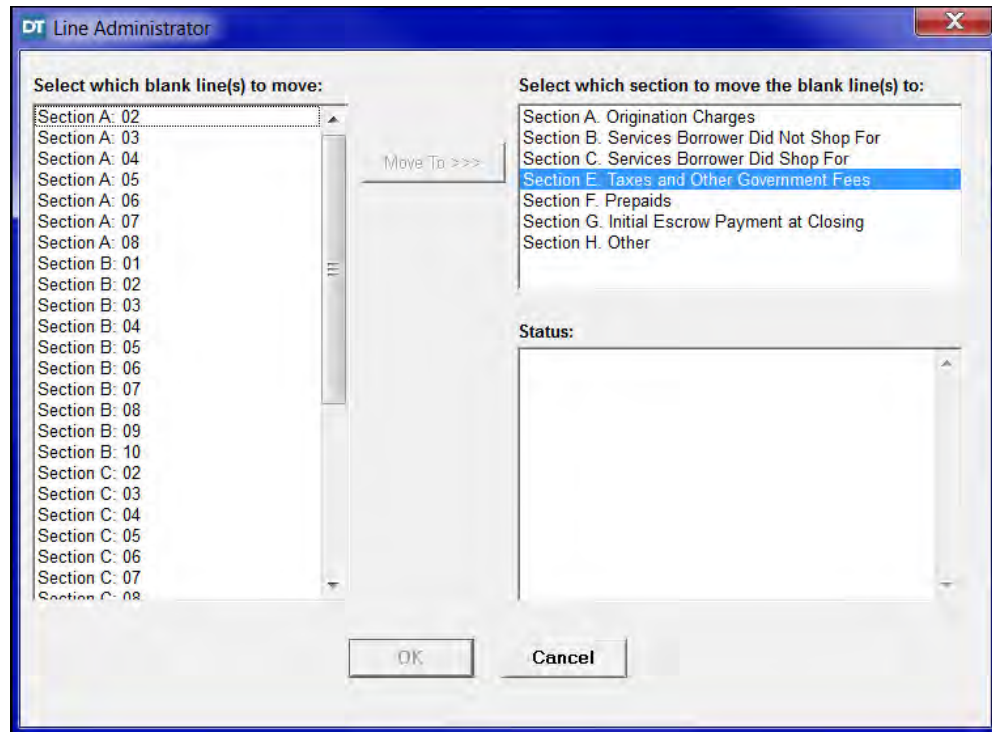 DT Line Administrator
Select which blank line(s) to move:
Section A: 02
Section A: 03
Section A: 04
Section A: 05
Section A: 06
Section A: 07
Section A: 08
Section B: 01
Section B: 02
Section B: 03
Section B: 04
Section B: 05
Section B: 06
Section B: 07
Section B: 08
Section B: 09
Section B: 10
Section C: 02
Section C: 03
Section C: 04
Section C: 05
Section C: 06
Section C: 07
Section C: 08
Move To >>>
Select which section to move the blank line(s) to:
Section A. Origination Charges
Section B. Services Borrower Did Not Shop For
Section C. Services Borrower Did Shop For
Section E. Taxes and Other Government Fees
Section F. Prepaids
Section G. Initial Escrow Payment at Closing
Section H. Other
Status:
OK
Cancel